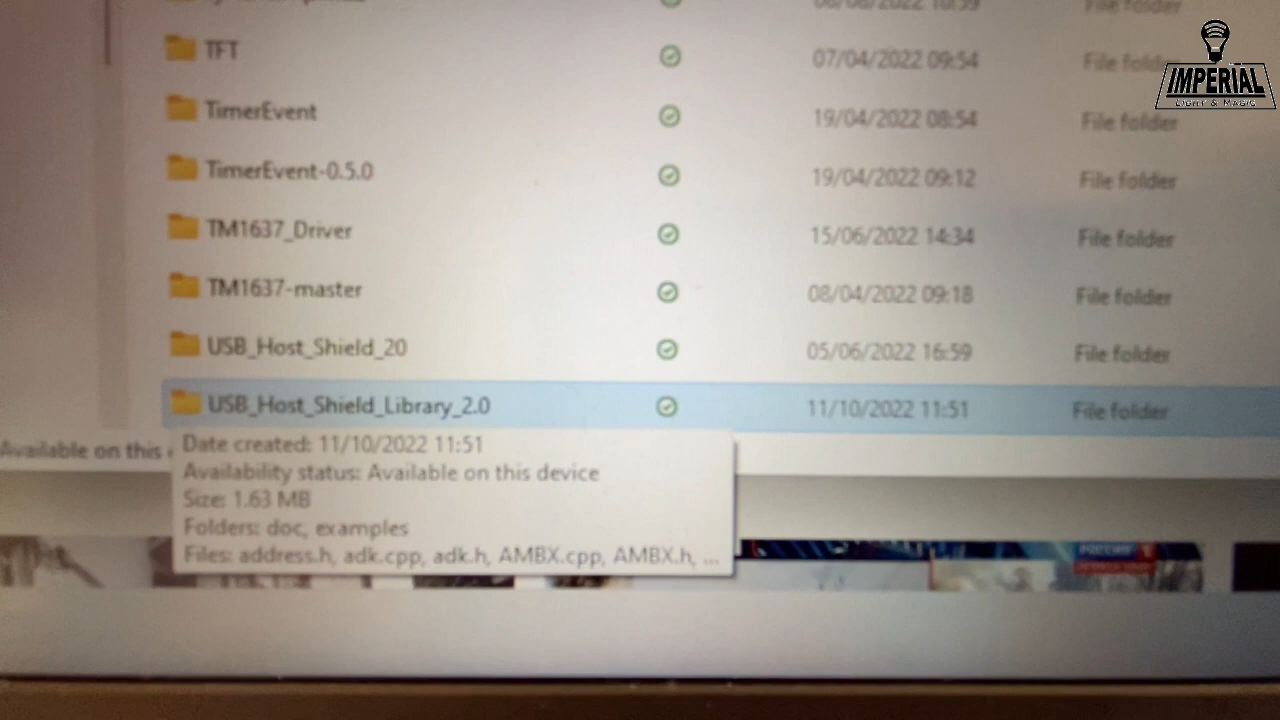 File folder
TFT 07/04/2022 09:54 File folder
TimerEvent 19/04/2022 08:54 File folder
TimerEvent-0.5.0 19/04/2022 09:12 File folder
TM1637_Driver 15/06/2022 14:34 File folder
TM1637-master 08/04/2022 09:18 File folder
USB_Host_Shield_20 05/06/2022 16:59 File folder
USB_Host_Shield_Library_2.0 11/10/2022 11:51 File folder
Available on this
Date created: 11/10/2022 11:51
Availability status: Available on this device
Size: 1.63 MB
Folders: doc, examples
Files: address.h, adk.cpp, adk.h, AMBX.cpp, AMBX.h, ...
IMPERIAL